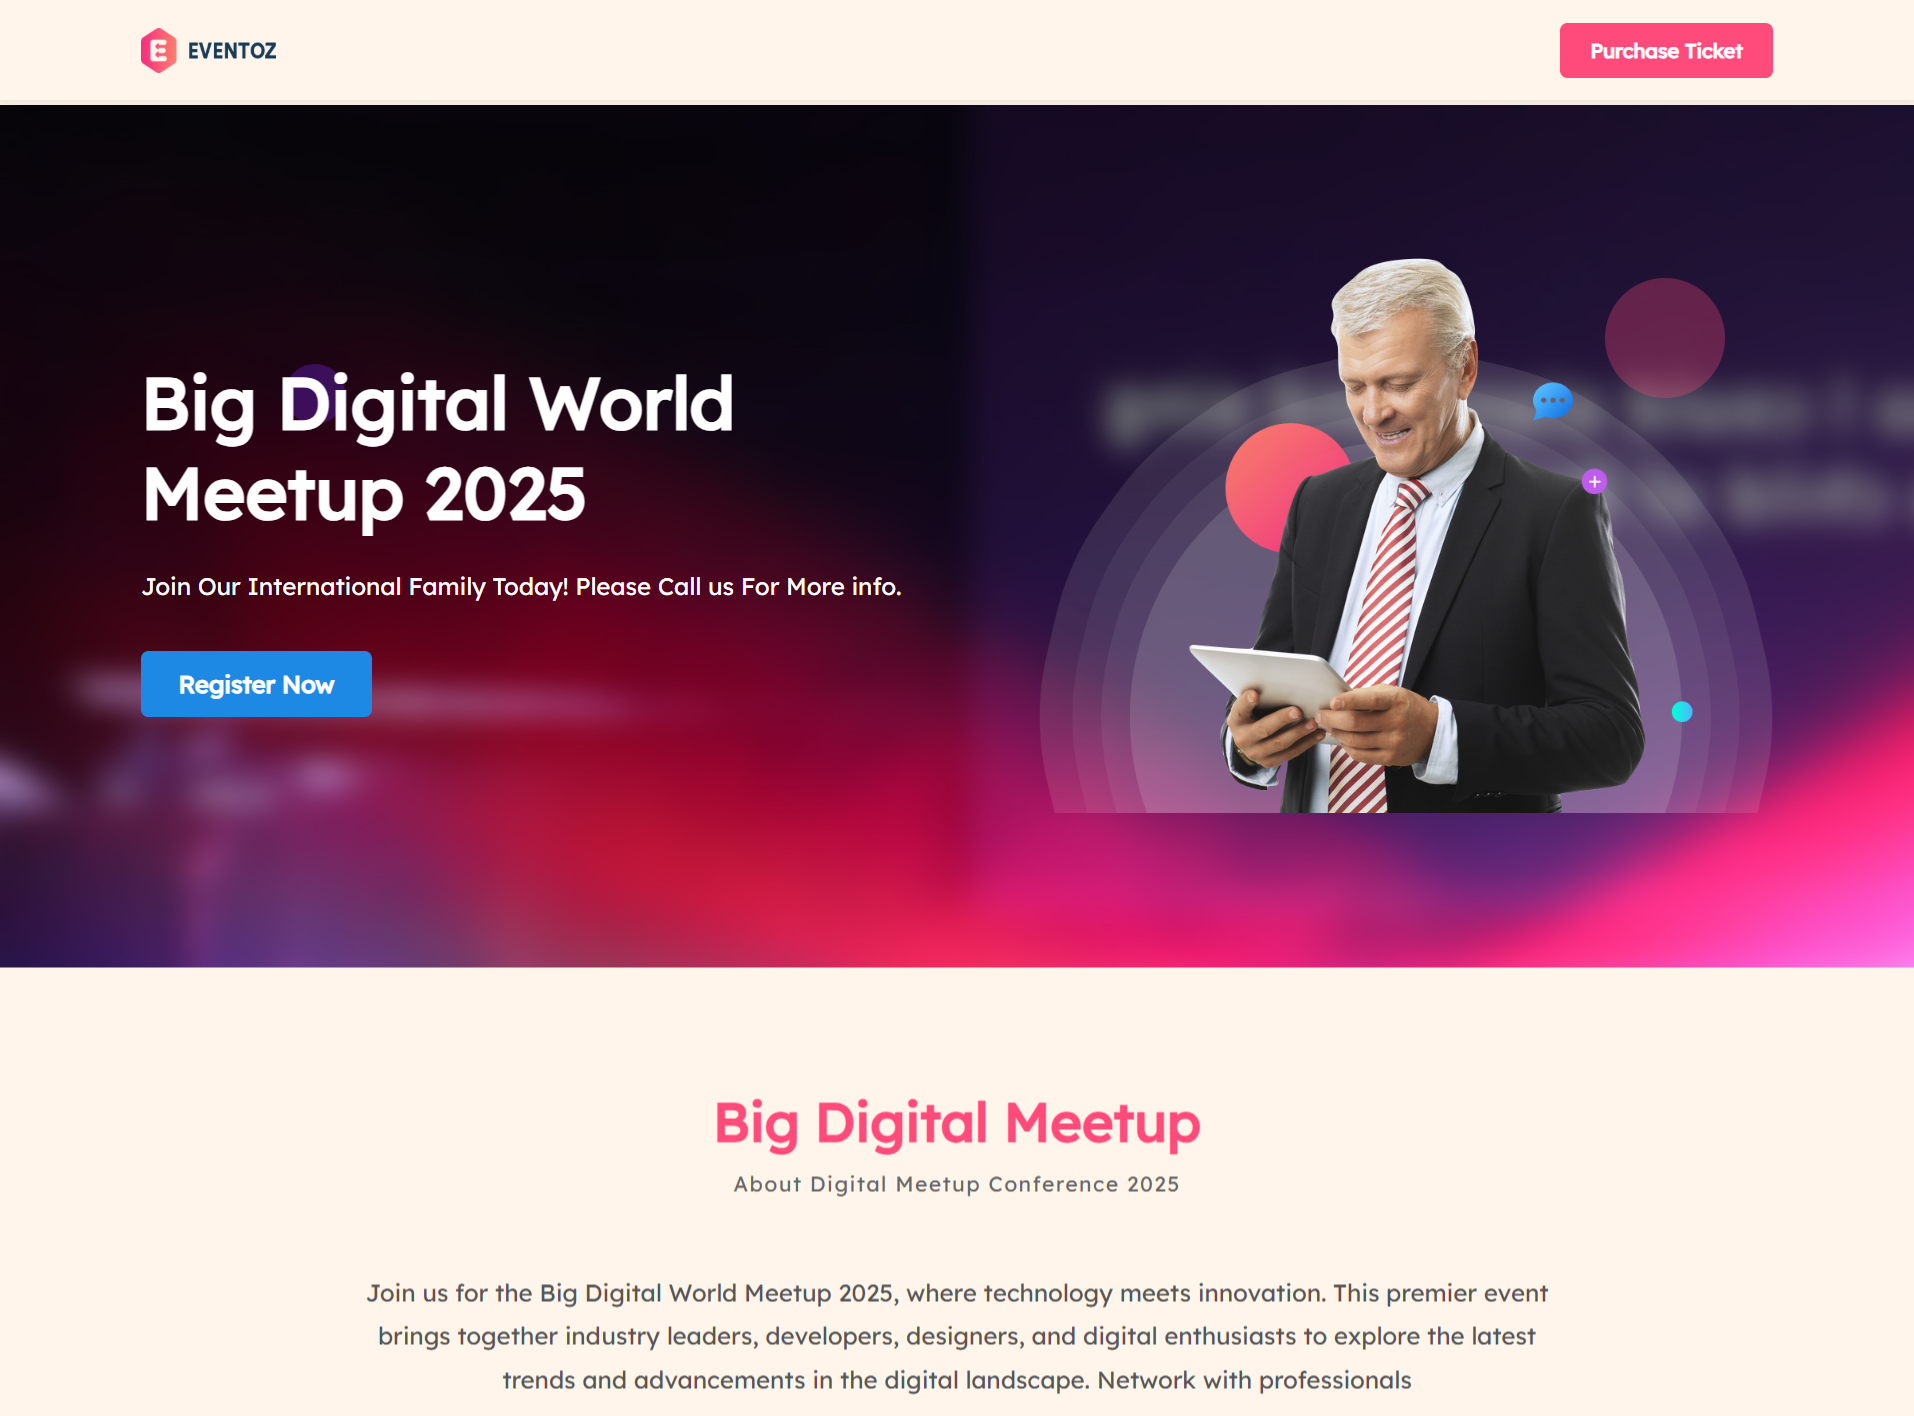 EVENTOZ
Purchase Ticket
Big Digital World
Meetup 2025
Join Our International Family Today! Please Call us For More info.
Register Now
Big Digital Meetup
About Digital Meetup Conference 2025
Join us for the Big Digital World Meetup 2025, where technology meets innovation. This premier event
brings together industry leaders, developers, designers, and digital enthusiasts to explore the latest
trends and advancements in the digital landscape. Network with professionals